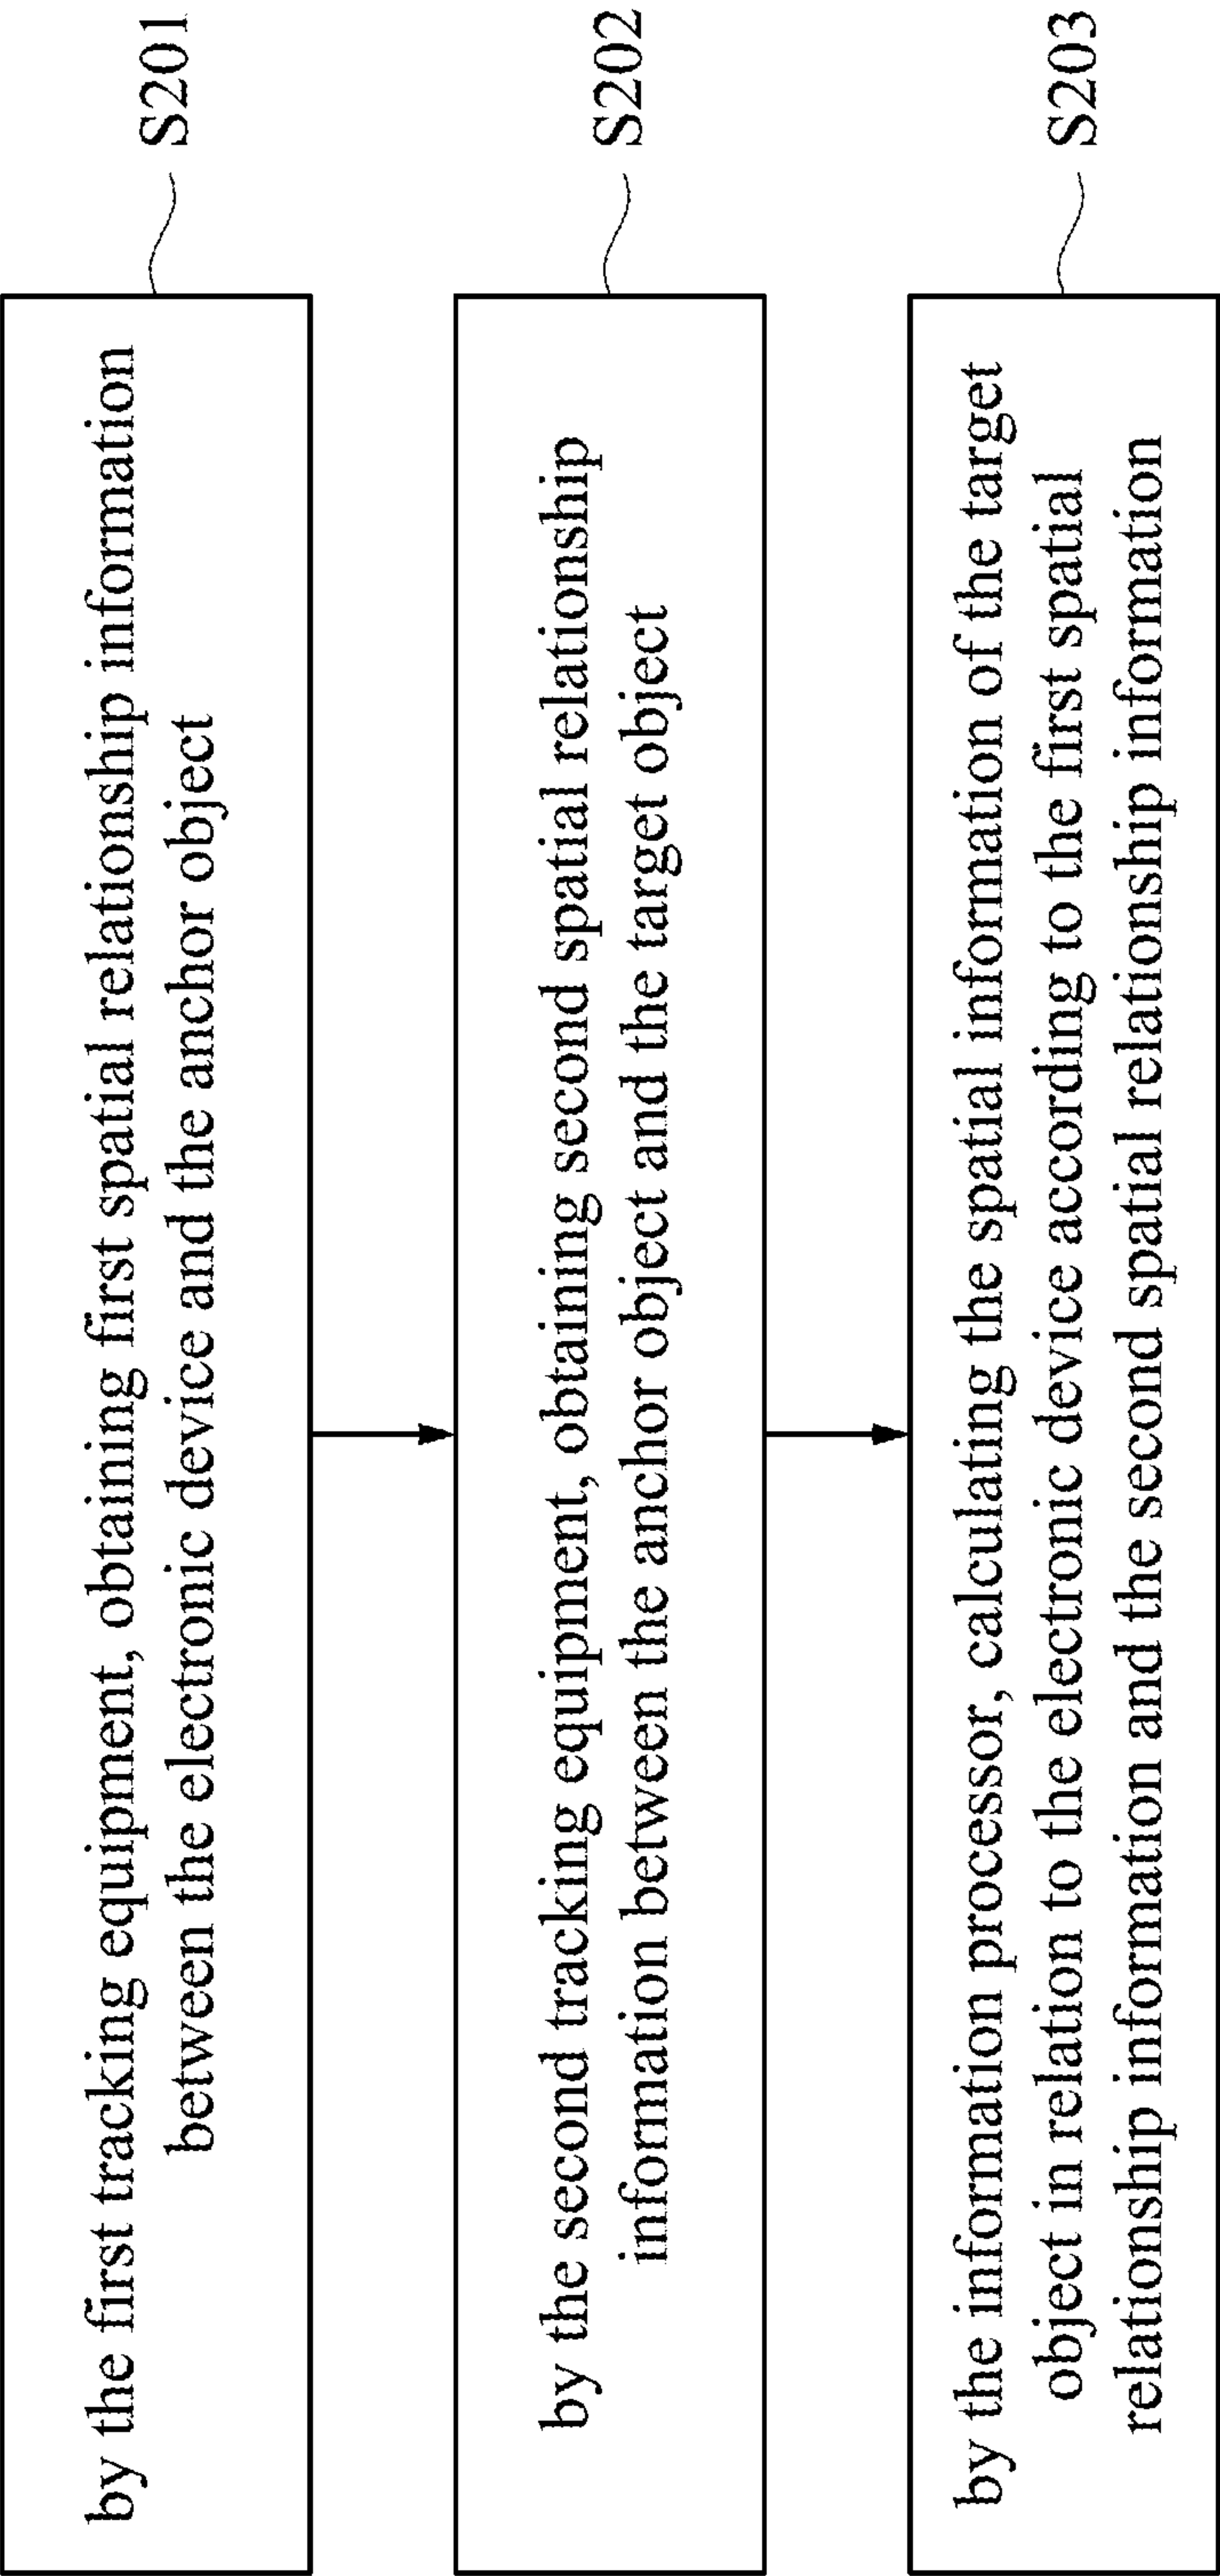 by the first tracking equipment, obtaining first spatial relationship information
between the electronic device and the anchor object
S201
by the second tracking equipment, obtaining second spatial relationship
information between the anchor object and the target object
S202
by the information processor, calculating the spatial information of the target
object in relation to the electronic device according to the first spatial
relationship information and the second spatial relationship information
S203